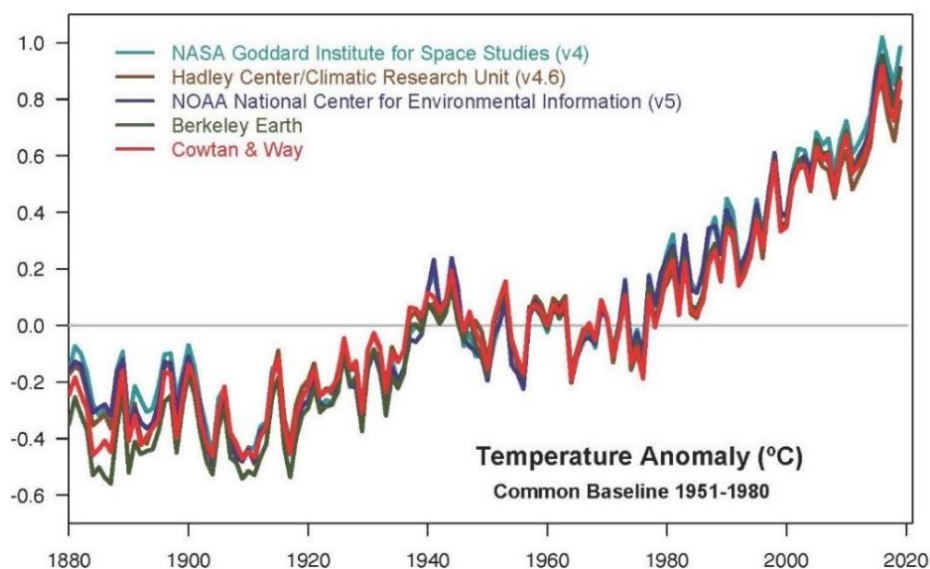 1.0
NASA Goddard Institute for Space Studies (v4)
Hadley Center/Climatic Research Unit (v4.6)
0.8
NOAA National Center for Environmental Information (v5)
Berkeley Earth
Cowtan & Way
0.6
0.4
0.2
0.0
-0.2
-0.4
Temperature Anomaly (ºC)
Common Baseline 1951-1980
-0.6
1880 1900 1920 1940 1960 1980 2000 2020